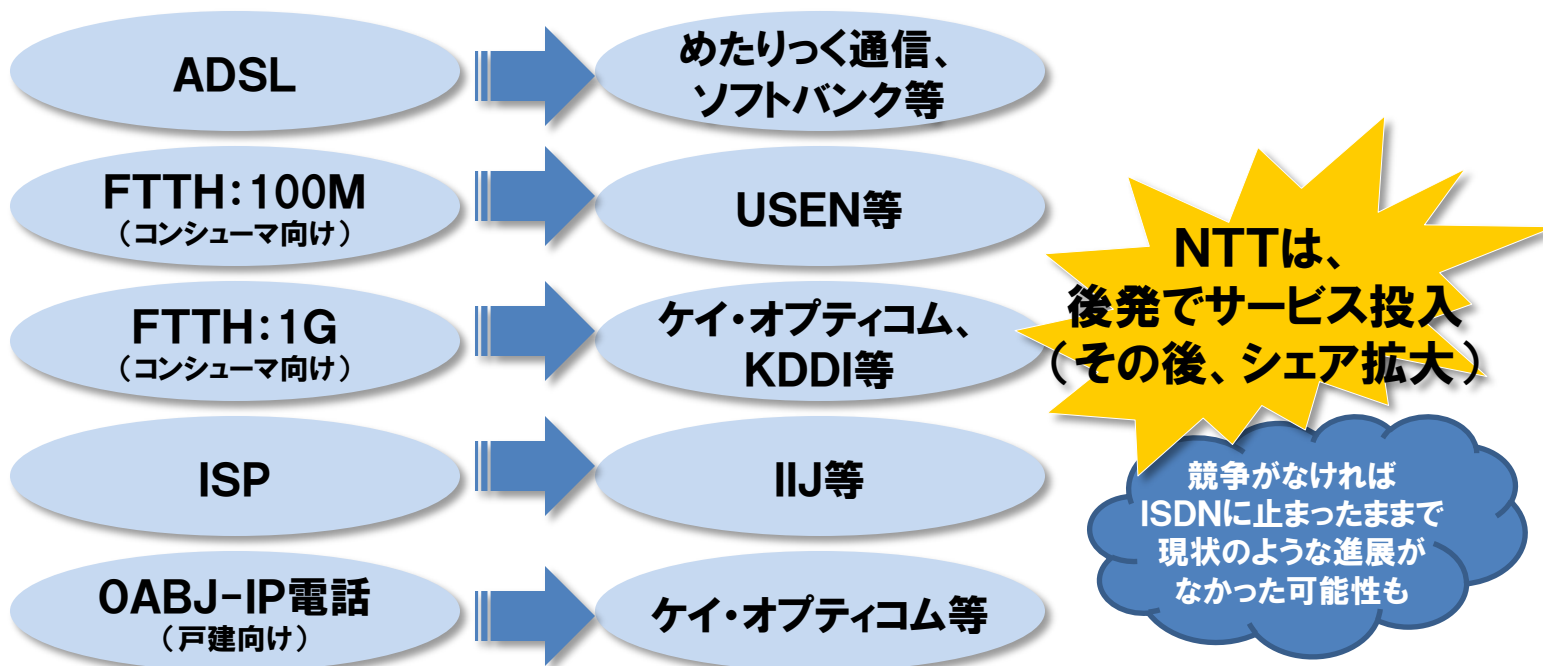 ADSL
めたりっく通信、
ソフトバンク等
FTTH:100M
（コンシューマ向け）
USEN等
FTTH:1G
（コンシューマ向け）
ケイ・オプティコム、
KDDI等
ISP
IIJ等
0ABJ-IP電話
（戸建向け）
ケイ・オプティコム等
NTTは、
後発でサービス投入
（その後、シェア拡大）
競争がなければ
ISDNに止まったままで
現状のような進展が
なかった可能性も